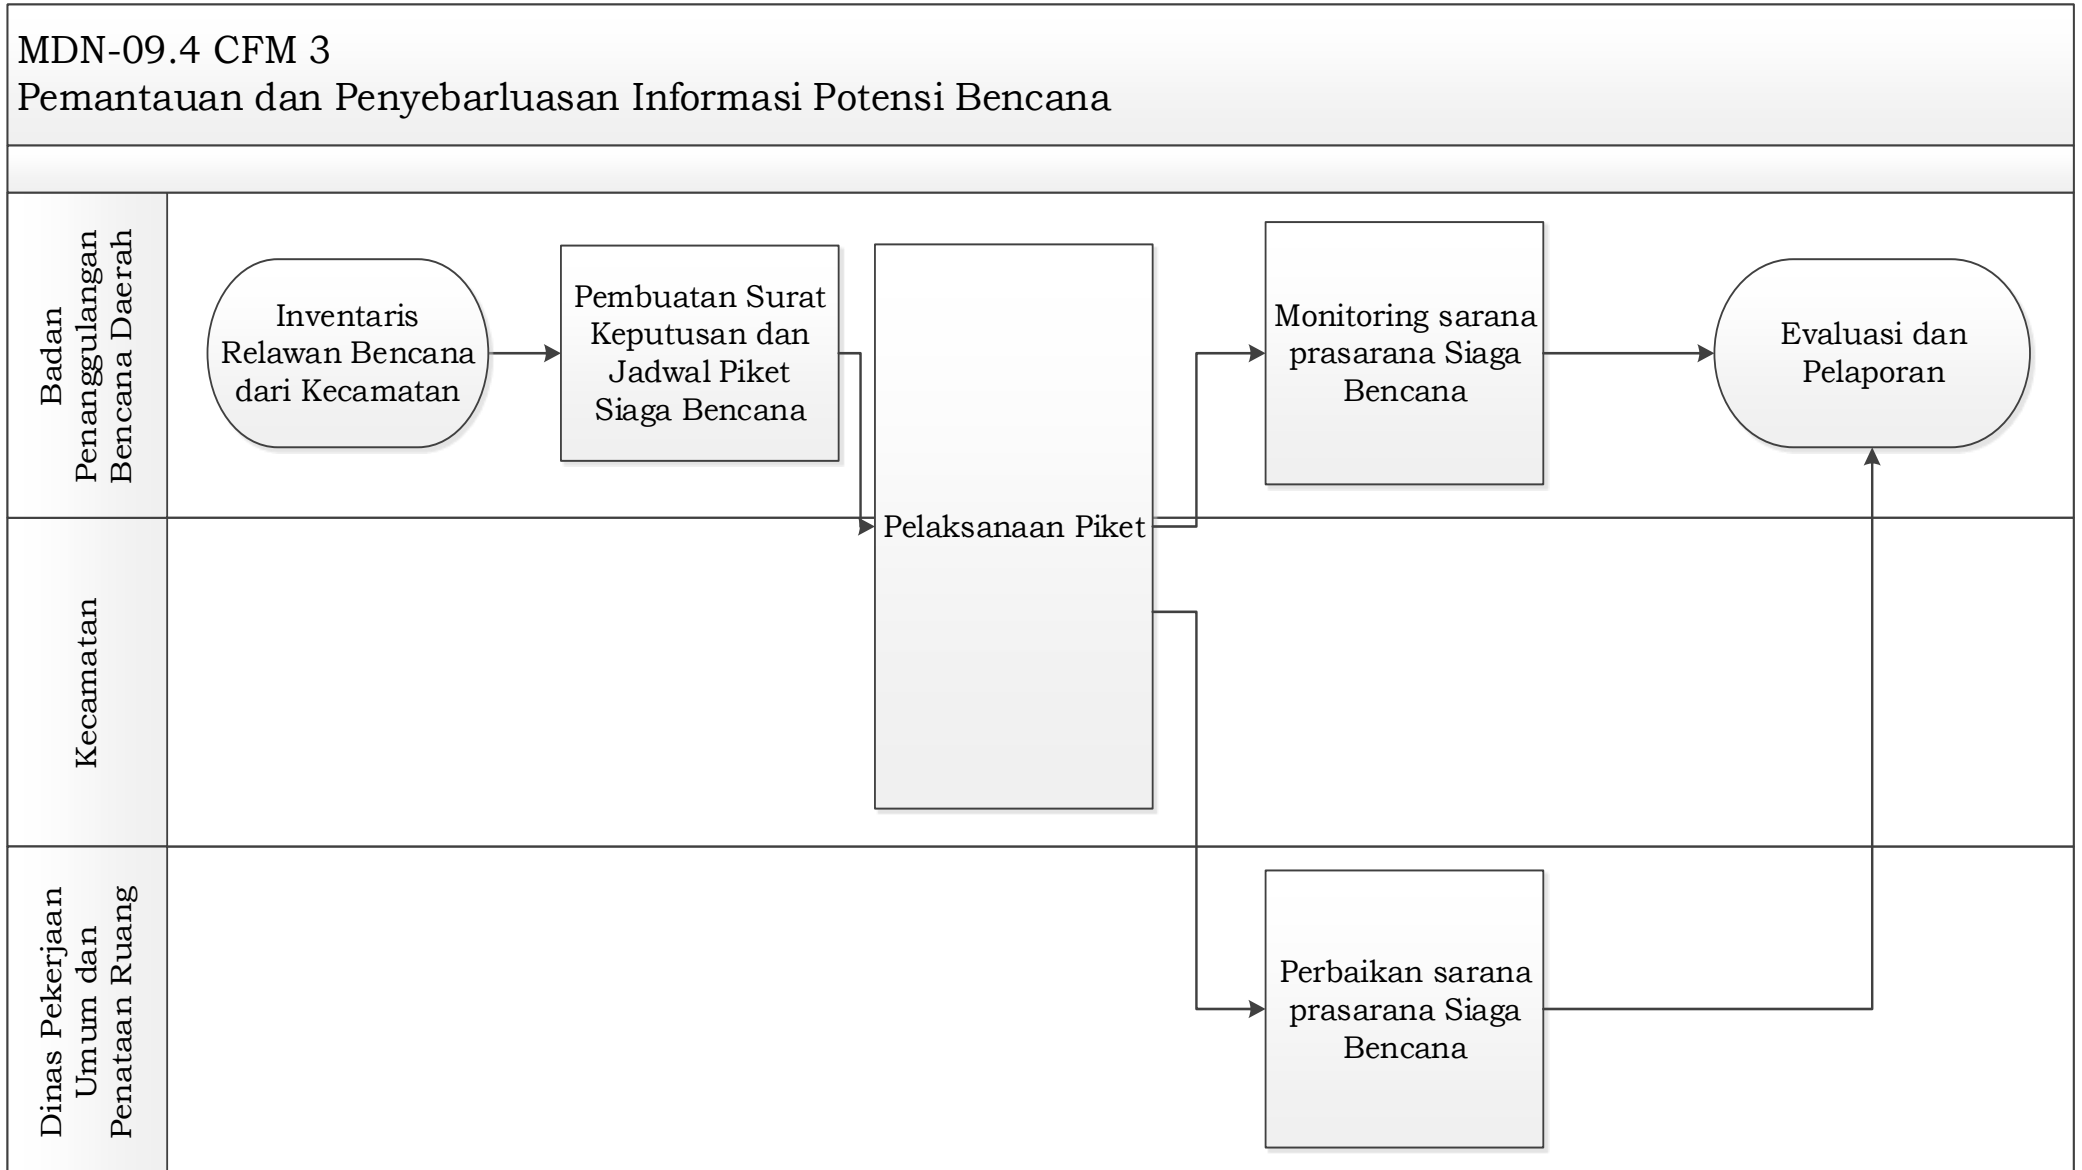 MDN-09.4 CFM 3
Pemantauan dan Penyebarluasan Informasi Potensi Bencana
Badan
Penanggulangan
Bencana Daerah
Inventaris
Relawan Bencana
dari Kecamatan
Pembuatan Surat
Keputusan dan
Jadwal Piket
Siaga Bencana
Pelaksanaan Piket
Monitoring sarana
prasarana Siaga
Bencana
Evaluasi dan
Pelaporan
Kecamatan
Dinas Pekerjaan
Umum dan
Penataan Ruang
Perbaikan sarana
prasarana Siaga
Bencana